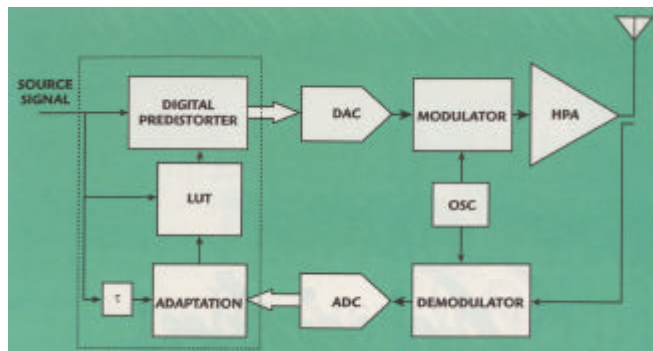 SOURCE
SIGNAL
DIGITAL
PREDISTORTER
DAC
MODULATOR
HPA
LUT
OSC
τ
ADAPTATION
ADC
DEMODULATOR